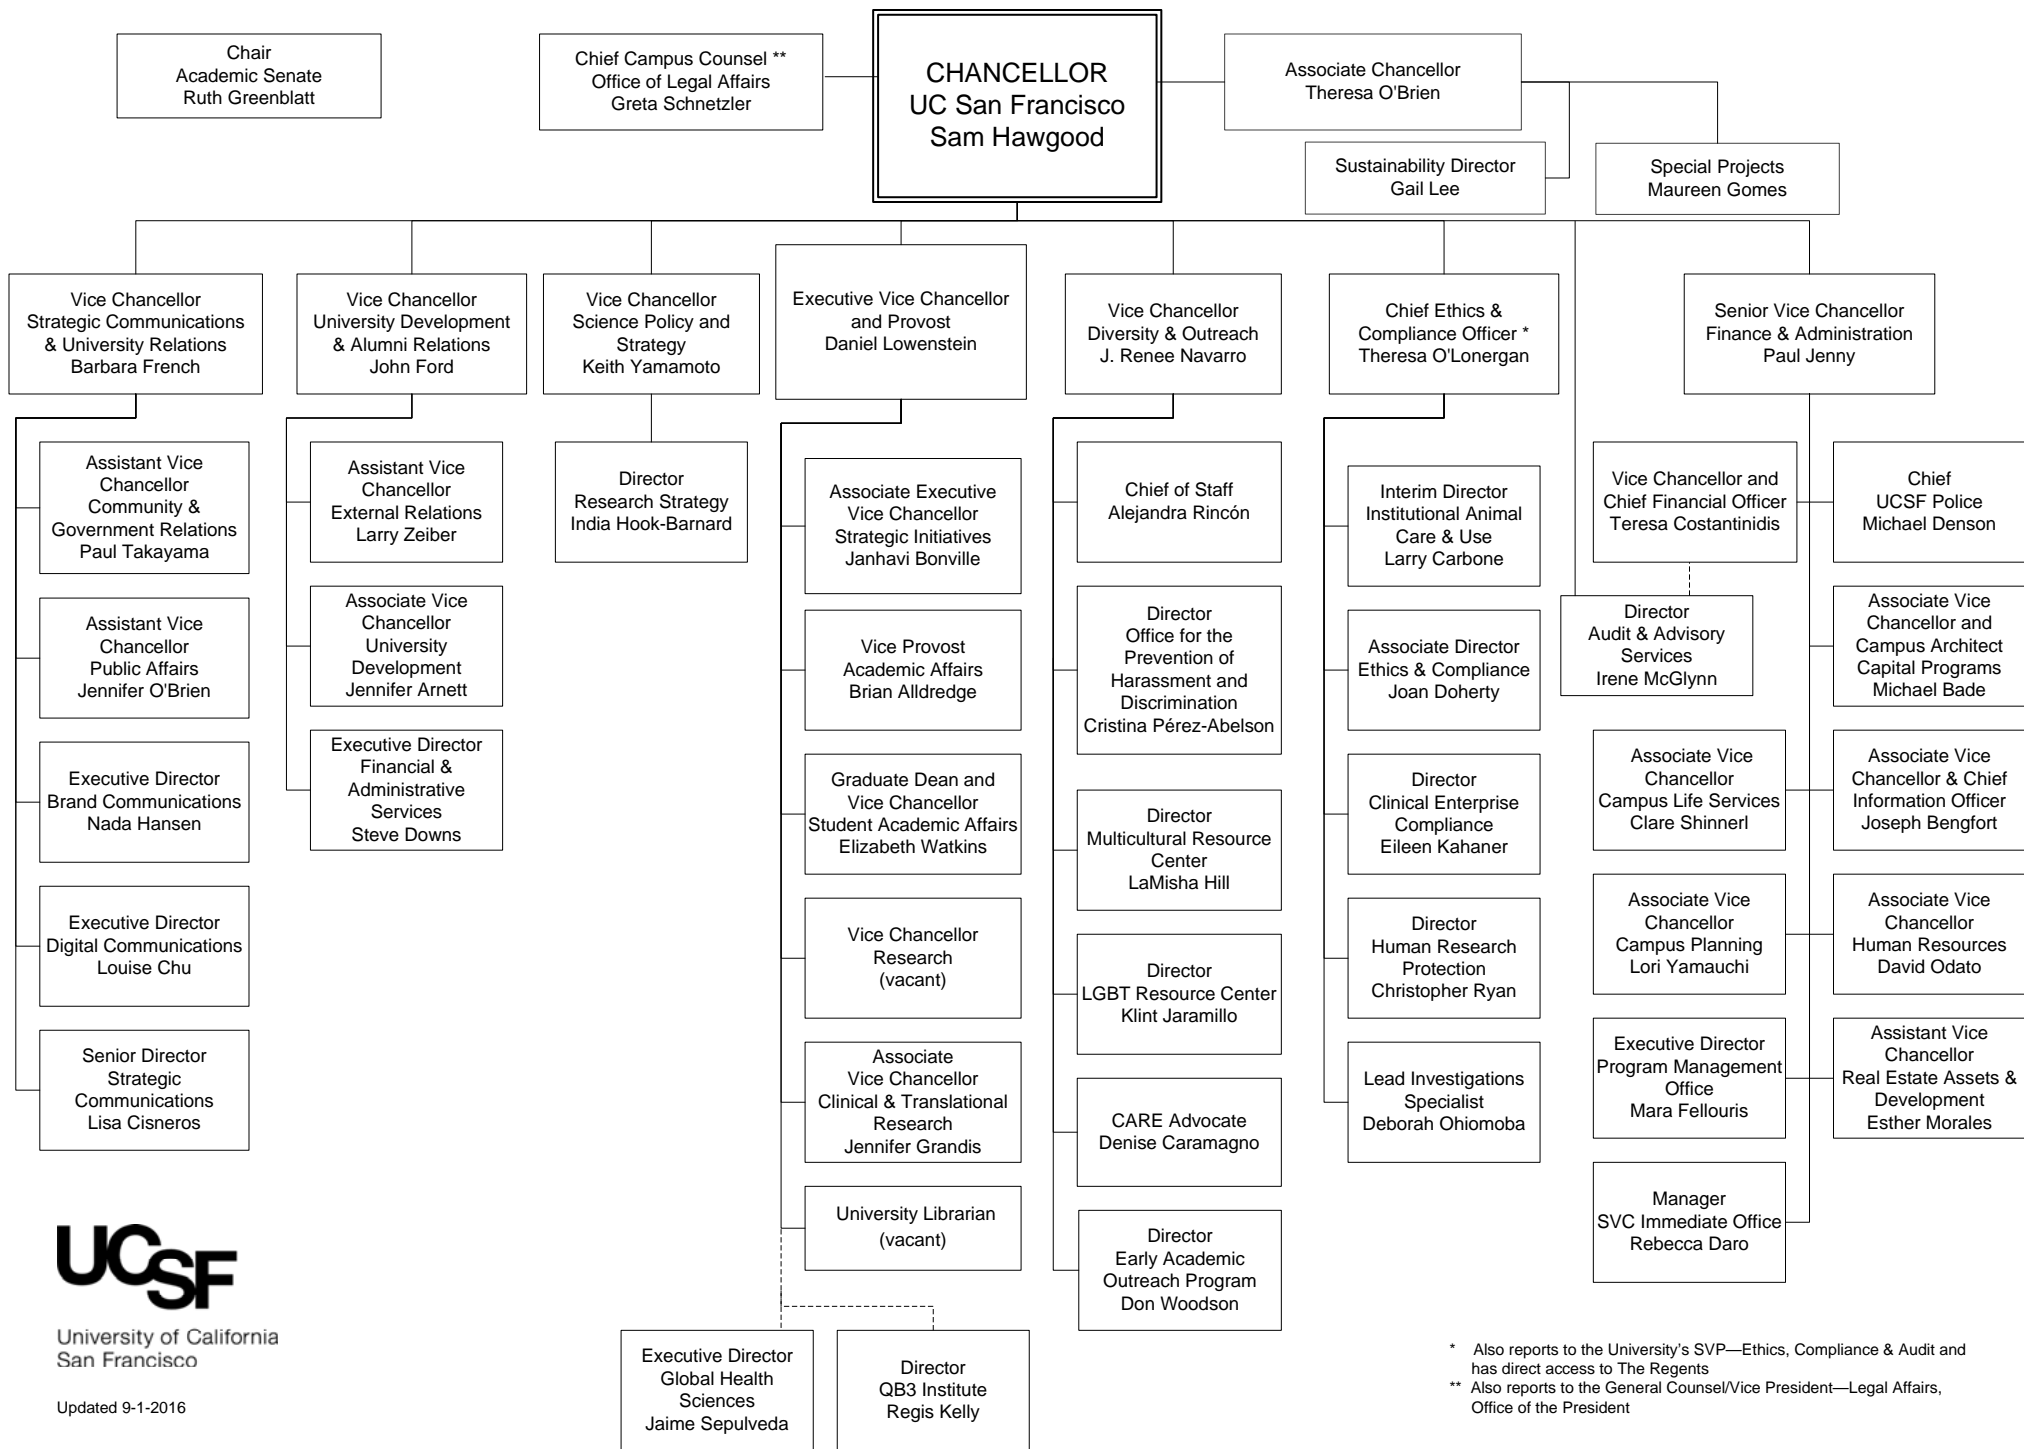 Chair
Academic Senate
Ruth Greenblatt
Chief Campus Counsel **
Office of Legal Affairs
Greta Schnetzler
CHANCELLOR
UC San Francisco
Sam Hawgood
Associate Chancellor
Theresa O'Brien
Sustainability Director
Gail Lee
Special Projects
Maureen Gomes
Vice Chancellor
Strategic Communications
& University Relations
Barbara French
Vice Chancellor
University Development
& Alumni Relations
John Ford
Vice Chancellor
Science Policy and
Strategy
Keith Yamamoto
Executive Vice Chancellor
and Provost
Daniel Lowenstein
Vice Chancellor
Diversity & Outreach
J. Renee Navarro
Chief Ethics &
Compliance Officer *
Theresa O'Lonergan
Senior Vice Chancellor
Finance & Administration
Paul Jenny
Assistant Vice
Chancellor
Community &
Government Relations
Paul Takayama
Assistant Vice
Chancellor
Public Affairs
Jennifer O'Brien
Executive Director
Brand Communications
Nada Hansen
Executive Director
Digital Communications
Louise Chu
Senior Director
Strategic
Communications
Lisa Cisneros
Assistant Vice
Chancellor
External Relations
Larry Zeiber
Associate Vice
Chancellor
University
Development
Jennifer Arnett
Executive Director
Financial &
Administrative
Services
Steve Downs
Director
Research Strategy
India Hook-Barnard
Associate Executive
Vice Chancellor
Strategic Initiatives
Janhavi Bonville
Vice Provost
Academic Affairs
Brian Alldredge
Graduate Dean and
Vice Chancellor
Student Academic Affairs
Elizabeth Watkins
Vice Chancellor
Research
(vacant)
Associate
Vice Chancellor
Clinical & Translational
Research
Jennifer Grandis
University Librarian
(vacant)
Executive Director
Global Health
Sciences
Jaime Sepulveda
Director
QB3 Institute
Regis Kelly
Chief of Staff
Alejandra Rincón
Director
Office for the
Prevention of
Harassment and
Discrimination
Cristina Pérez-Abelson
Director
Multicultural Resource
Center
LaMisha Hill
Director
LGBT Resource Center
Klint Jaramillo
CARE Advocate
Denise Caramagno
Director
Early Academic
Outreach Program
Don Woodson
Interim Director
Institutional Animal
Care & Use
Larry Carbone
Associate Director
Ethics & Compliance
Joan Doherty
Director
Clinical Enterprise
Compliance
Eileen Kahaner
Director
Human Research
Protection
Christopher Ryan
Lead Investigations
Specialist
Deborah Ohiomoba
Vice Chancellor and
Chief Financial Officer
Teresa Costantinidis
Chief
UCSF Police
Michael Denson
Director
Audit & Advisory
Services
Irene McGlynn
Associate Vice
Chancellor and
Campus Architect
Capital Programs
Michael Bade
Associate Vice
Chancellor
Campus Life Services
Clare Shinnerl
Associate Vice
Chancellor & Chief
Information Officer
Joseph Bengfort
Associate Vice
Chancellor
Campus Planning
Lori Yamauchi
Associate Vice
Chancellor
Human Resources
David Odato
Executive Director
Program Management
Office
Mara Fellouris
Assistant Vice
Chancellor
Real Estate Assets &
Development
Esther Morales
Manager
SVC Immediate Office
Rebecca Daro
UCSF
University of California
San Francisco
Updated 9-1-2016
* Also reports to the University’s SVP—Ethics, Compliance & Audit and
has direct access to The Regents
** Also reports to the General Counsel/Vice President—Legal Affairs,
Office of the President